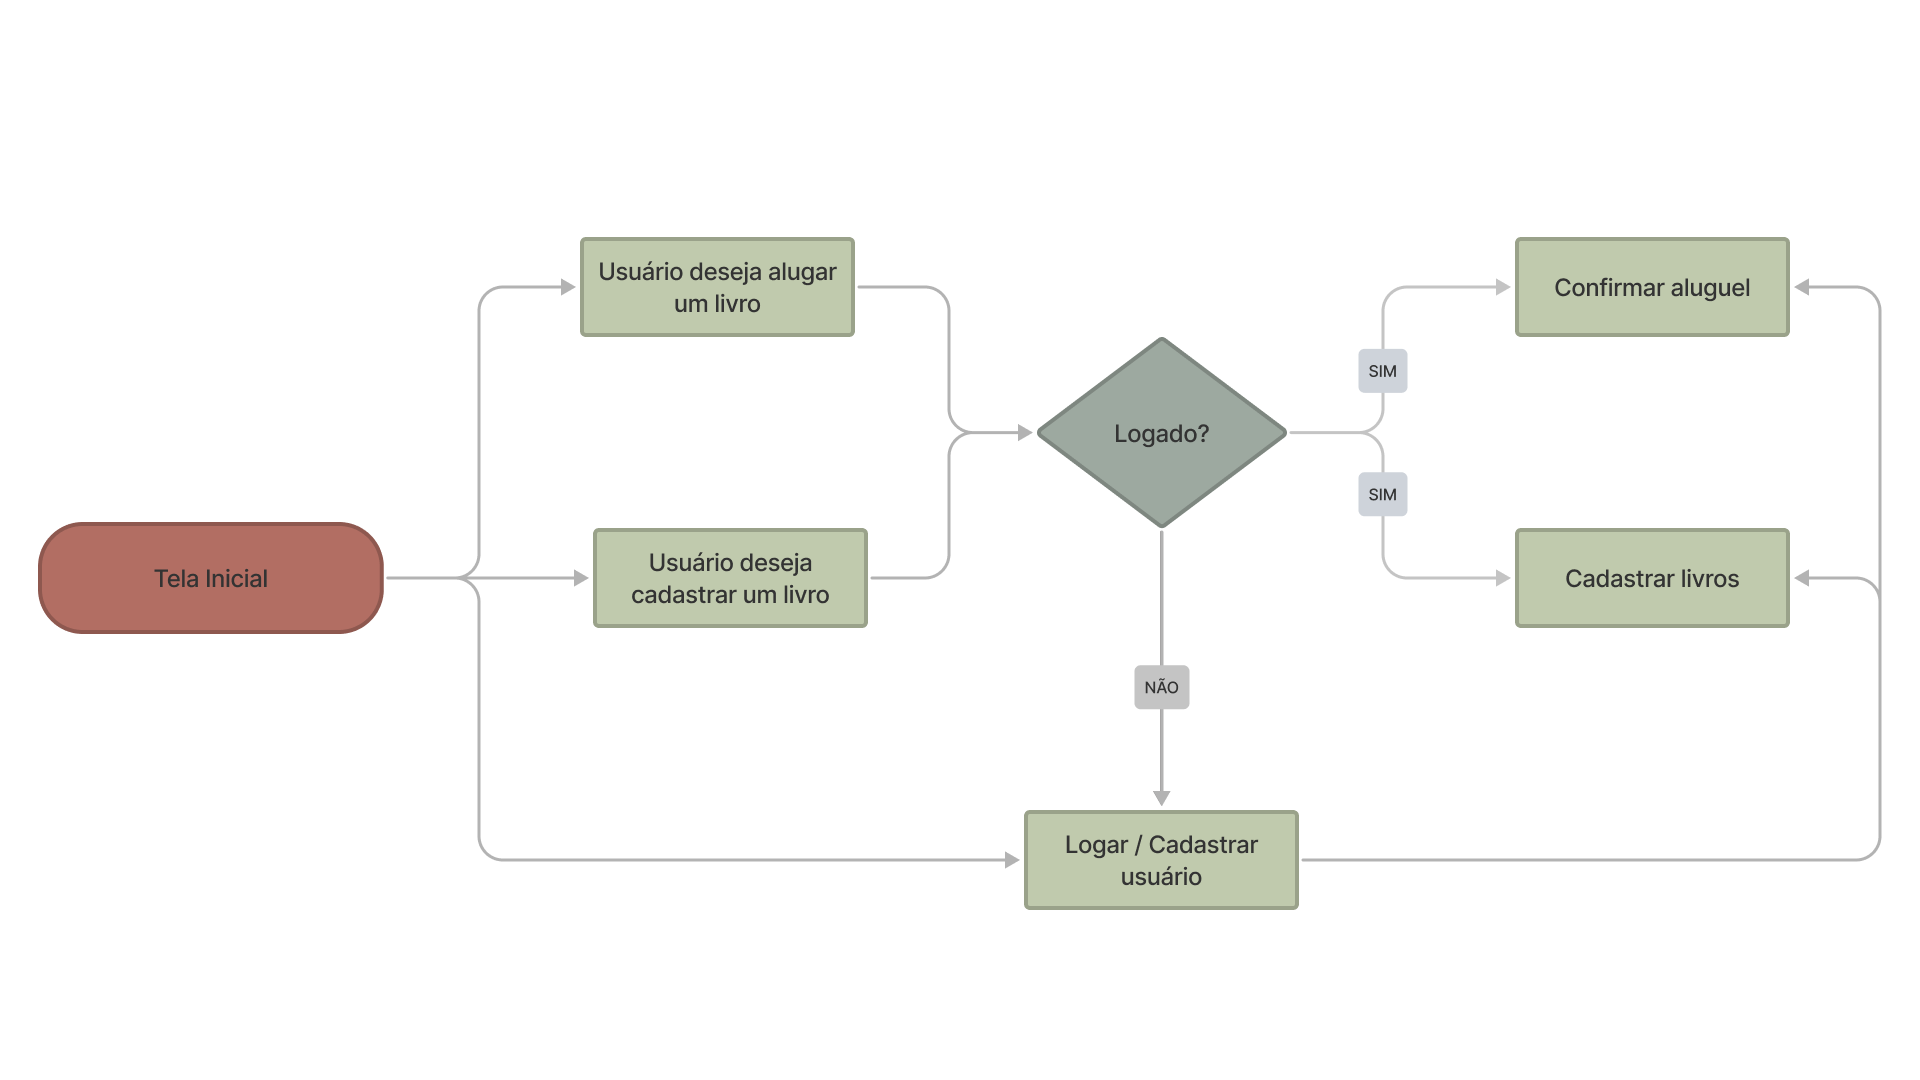 Tela Inicial
Usuário deseja alugar
um livro
Usuário deseja
cadastrar um livro
Logado?
SIM
SIM
NÃO
Confirmar aluguel
Cadastrar livros
Logar / Cadastrar
usuário